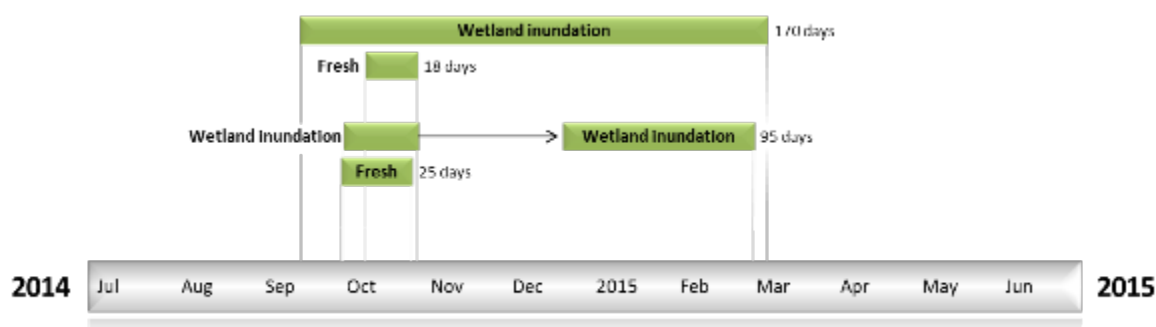 Wetland inundation 170 days
Fresh 18 days
Wetland Inundation Wetland Inundation 95 days
Fresh 25 days
2014 Jul Aug Sep Oct Nov Dec 2015 Feb Mar Apr May Jun 2015